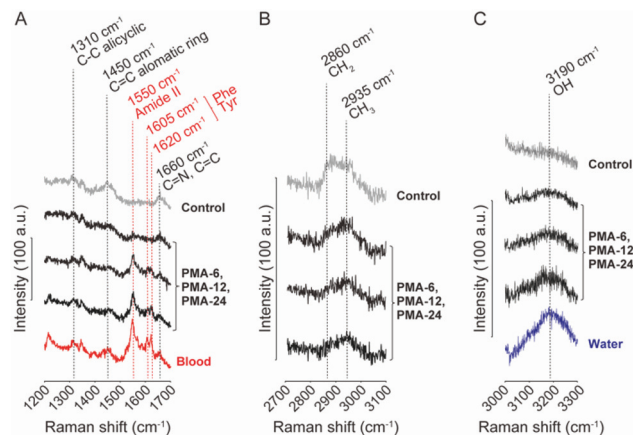 A
1310 cm⁻¹
C-C alicyclic
1450 cm⁻¹
C=C alomatic ring
1550 cm⁻¹
Amide II
1605 cm⁻¹
Phe
1620 cm⁻¹
Tyr
1660 cm⁻¹
C=N, C=C
Control
PMA-6,
PMA-12,
PMA-24
Blood
Intensity (100 a.u.)
1200 1300 1400 1500 1600 1700
Raman shift (cm⁻¹)
B
2860 cm⁻¹
CH₂
2935 cm⁻¹
CH₃
Control
PMA-6,
PMA-12,
PMA-24
Intensity (100 a.u.)
2700 2800 2900 3000 3100
Raman shift (cm⁻¹)
C
3190 cm⁻¹
OH
Control
PMA-6,
PMA-12,
PMA-24
Water
Intensity (100 a.u.)
3000 3100 3200 3300
Raman shift (cm⁻¹)